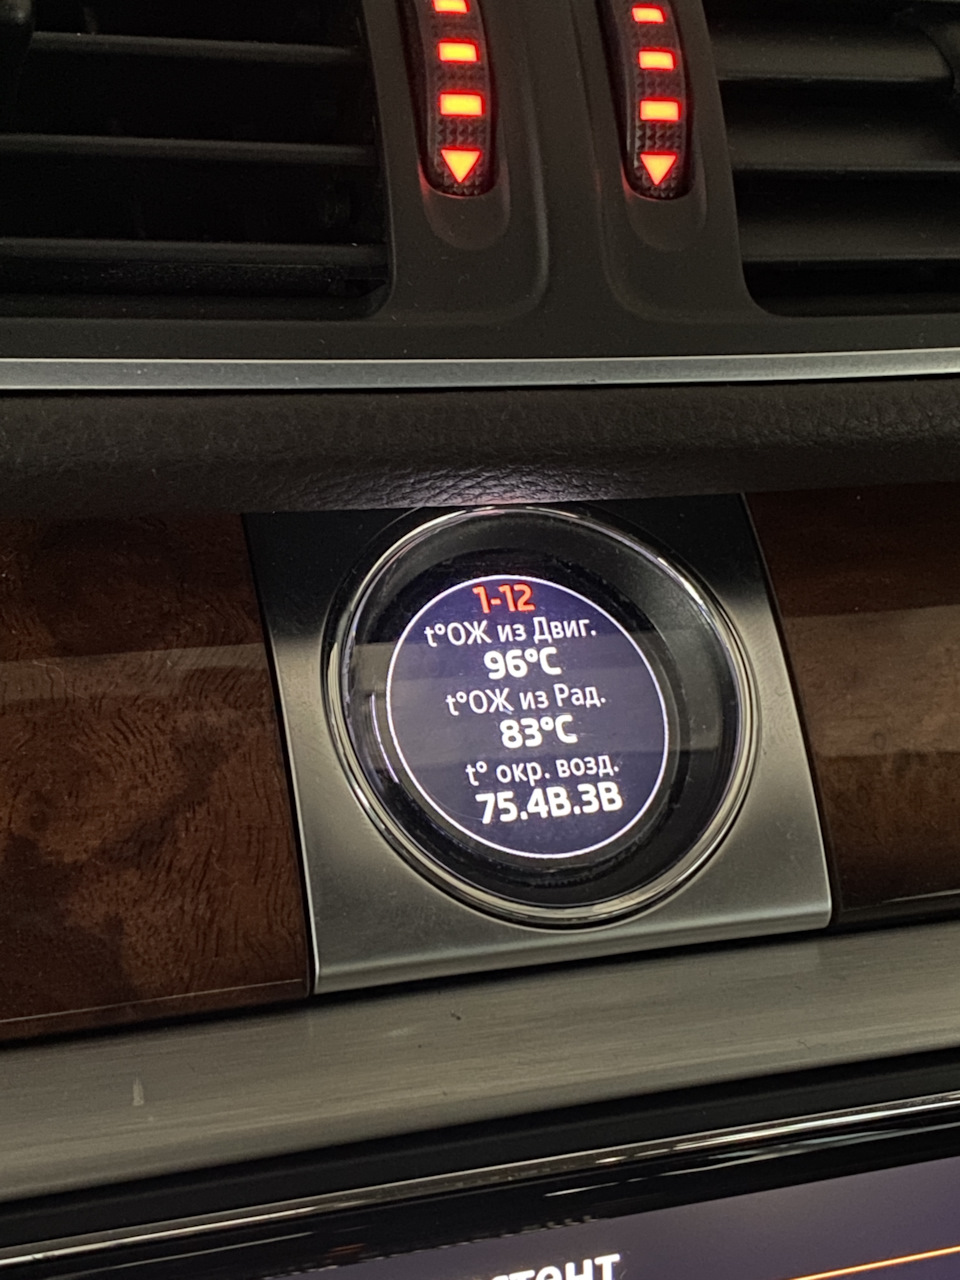 1-12
t°ОЖ из Двиг.
96°C
t°ОЖ из Рад.
83°C
t° окр. возд.
75.4B.3B